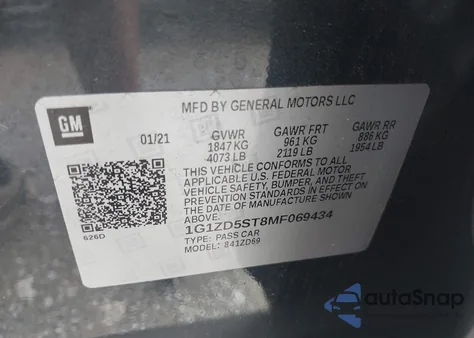 MFD BY GENERAL MOTORS LLC
GM
01/21 GVWR GAWR FRT GAWR RR
1847 KG 961 KG 886 KG
4073 LB 2119 LB 1954 LB
THIS VEHICLE CONFORMS TO ALL
APPLICABLE U.S. FEDERAL MOTOR
VEHICLE SAFETY, BUMPER, AND THEFT
PREVENTION STANDARDS IN EFFECT ON
THE DATE OF MANUFACTURE SHOWN ABOVE.
1G1ZD5ST8MF069434
TYPE: PASS CAR
MODEL: 841ZD69
626D
autoSnap